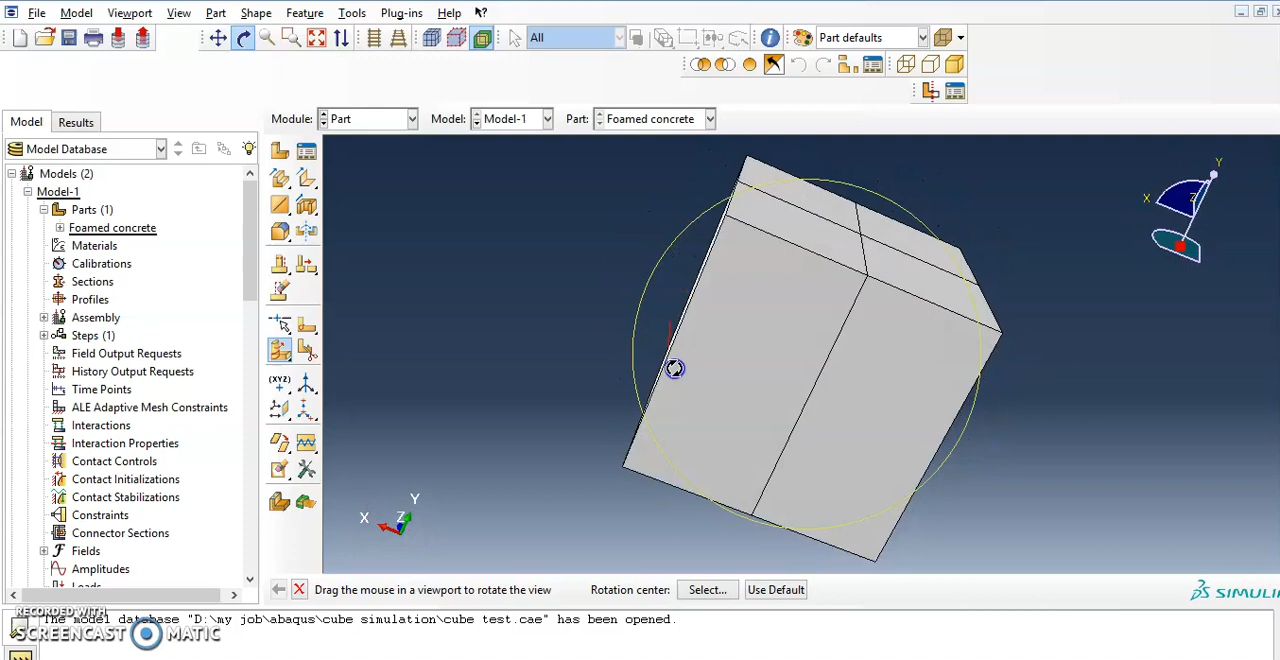 File Model Viewport View Part Shape Feature Tools Plug-ins Help
All
Part defaults
Model Results
Module: Part Model: Model-1 Part: Foamed concrete
Model Database
Models (2)
Model-1
Parts (1)
Foamed concrete
Materials
Calibrations
Sections
Profiles
Assembly
Steps (1)
Field Output Requests
History Output Requests
Time Points
ALE Adaptive Mesh Constraints
Interactions
Interaction Properties
Contact Controls
Contact Initializations
Contact Stabilizations
Constraints
Connector Sections
Fields
Amplitudes
Loads
(XYZ)
Y
X
Z
Y
X
Z
Drag the mouse in a viewport to rotate the view Rotation center: Select... Use Default
SIMULI
The model database "D:\my job\abaqus\cube simulation\cube test.cae" has been opened.
RECORDED WITH
SCREENCAST MATIC